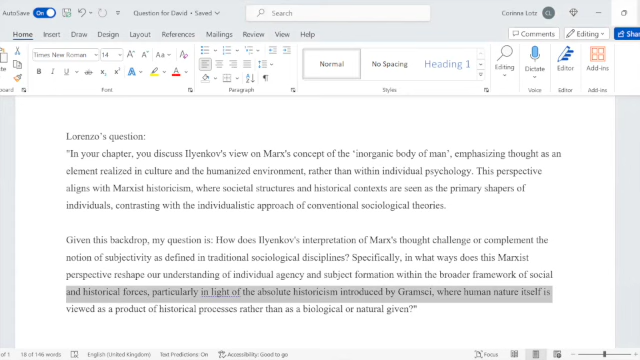 AutoSave On Question for David • Saved Search Corinna Lotz CL
Home Insert Draw Design Layout References Mailings Review View Help Comments Editing Shar
Times New Roman 14 Aa Normal No Spacing Heading 1 Editing Dictate Editor Add-ins
Clipboard Font Paragraph Styles Voice Editor Add-ins
Lorenzo's question:
"In your chapter, you discuss Ilyenkov's view on Marx's concept of the 'inorganic body of man', emphasizing thought as an
element realized in culture and the humanized environment, rather than within individual psychology. This perspective
aligns with Marxist historicism, where societal structures and historical contexts are seen as the primary shapers of
individuals, contrasting with the individualistic approach of conventional sociological theories.
Given this backdrop, my question is: How does Ilyenkov's interpretation of Marx's thought challenge or complement the
notion of subjectivity as defined in traditional sociological disciplines? Specifically, in what ways does this Marxist
perspective reshape our understanding of individual agency and subject formation within the broader framework of social
and historical forces, particularly in light of the absolute historicism introduced by Gramsci, where human nature itself is
viewed as a product of historical processes rather than as a biological or natural given?"
18 of 146 words English (United Kingdom) Text Predictions: On Accessibility: Good to go Focus